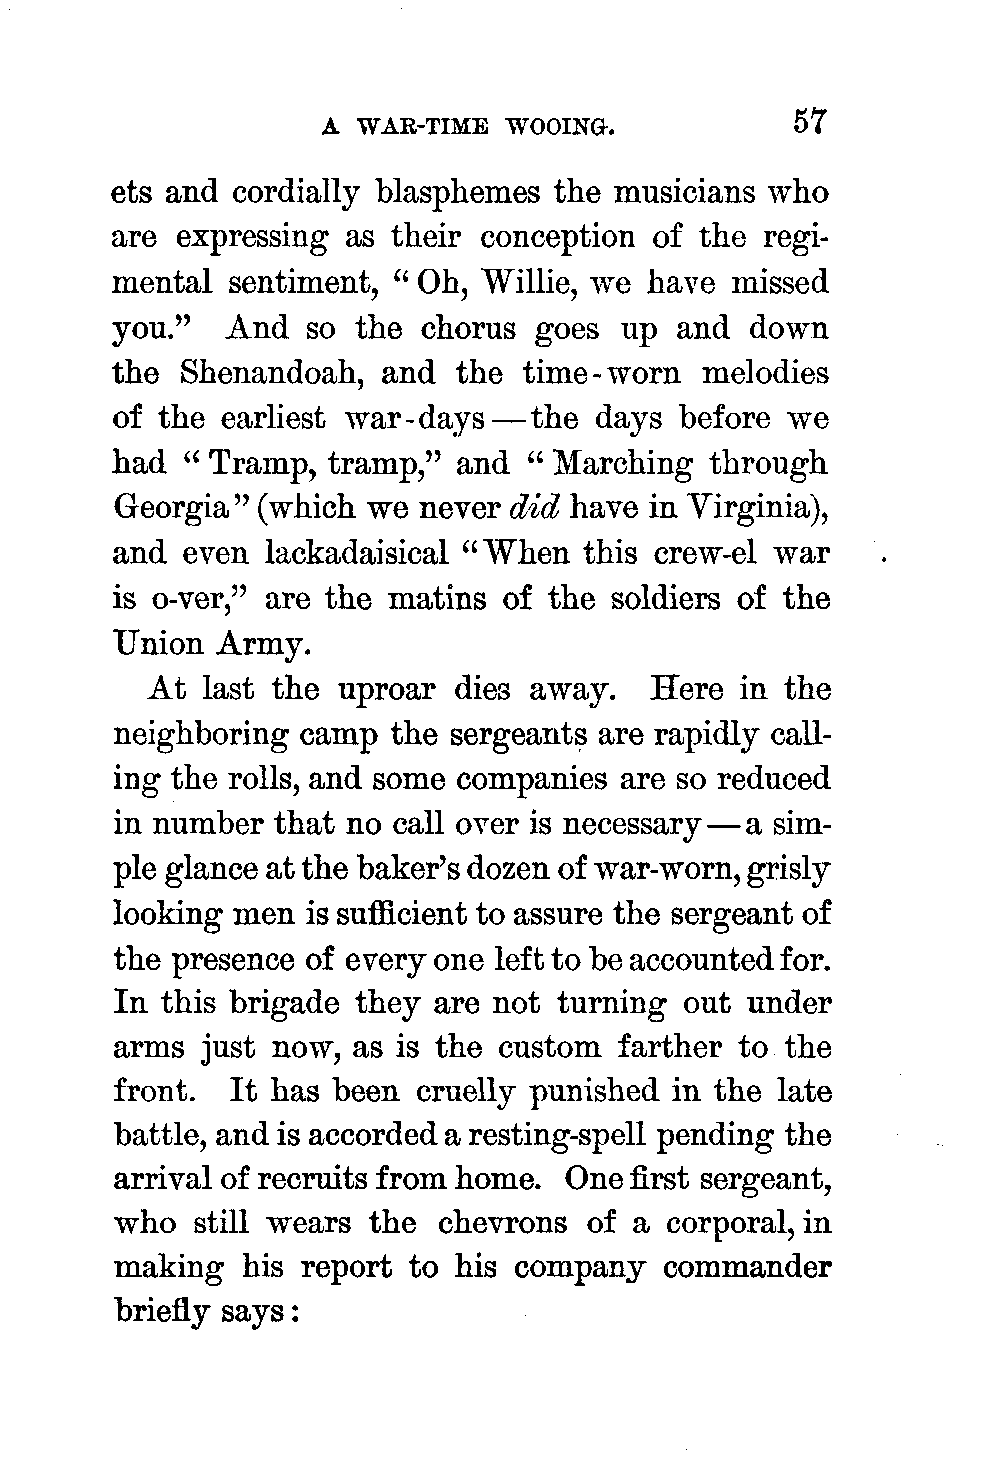 A WAR-TIME WOOING. 57
ets and cordially blasphemes the musicians who
are expressing as their conception of the regi-
mental sentiment, “ Oh, Willie, we have missed
you.” And so the chorus goes up and down
the Shenandoah, and the time-worn melodies
of the earliest war-days—the days before we
had “ Tramp, tramp,” and “ Marching through
Georgia” (which we never did have in Virginia),
and even lackadaisical “When this crew-el war
is o-ver,” are the matins of the soldiers of the
Union Army.
At last the uproar dies away. Here in the
neighboring camp the sergeants are rapidly call-
ing the rolls, and some companies are so reduced
in number that no call over is necessary—a sim-
ple glance at the baker’s dozen of war-worn, grisly
looking men is sufficient to assure the sergeant of
the presence of every one left to be accounted for.
In this brigade they are not turning out under
arms just now, as is the custom farther to the
front. It has been cruelly punished in the late
battle, and is accorded a resting-spell pending the
arrival of recruits from home. One first sergeant,
who still wears the chevrons of a corporal, in
making his report to his company commander
briefly says: